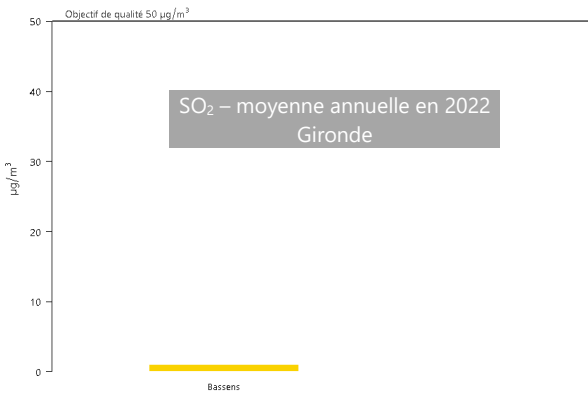 Objectif de qualité 50 µg/m³
50
SO₂ – moyenne annuelle en 2022
Gironde
40
30
µg/m³
20
10
0
Bassens